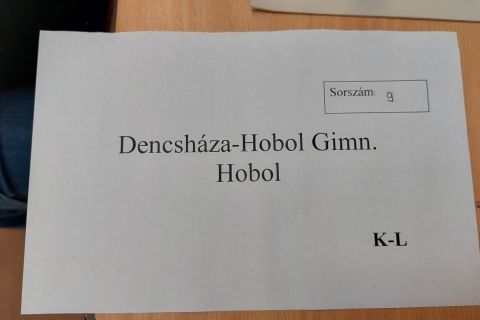 Sorszám: 9.
Dencsháza-Hobol Gimn.
Hobol
K-L